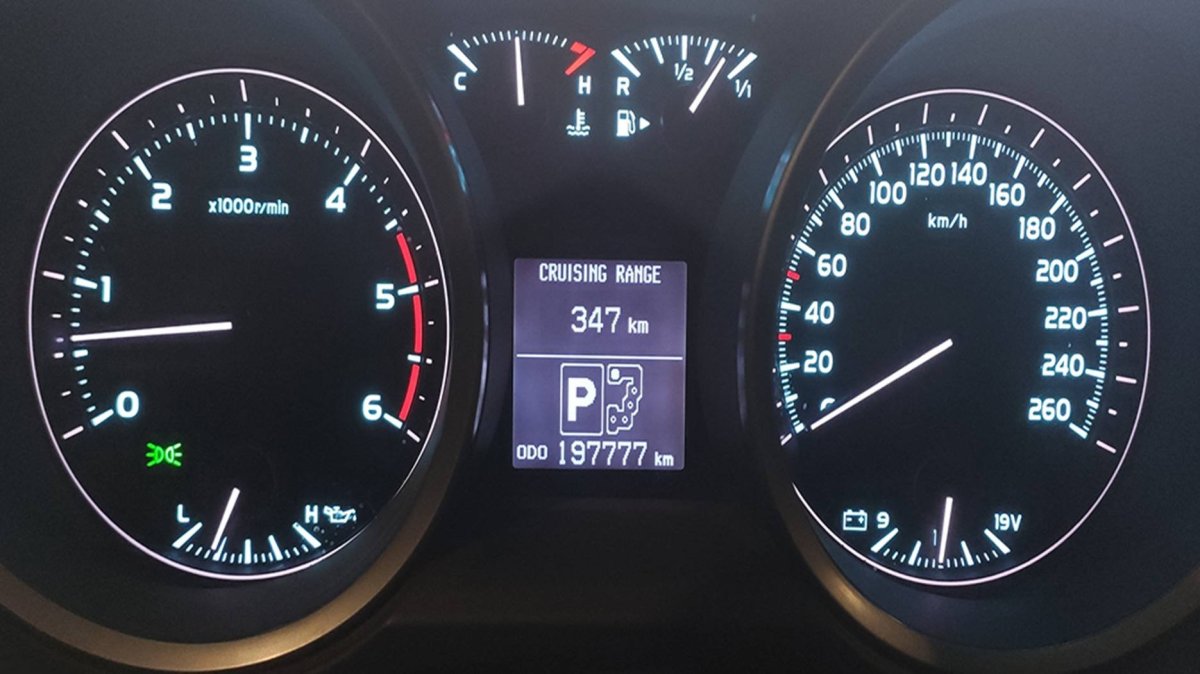 C H R 1/2 1/1
0 1 2 3 4 5 6
x1000r/min
L H
CRUISING RANGE
347 km
P
ODO 197777 km
20 40 60 80 100 120 140 160 180 200 220 240 260
km/h
9 19V